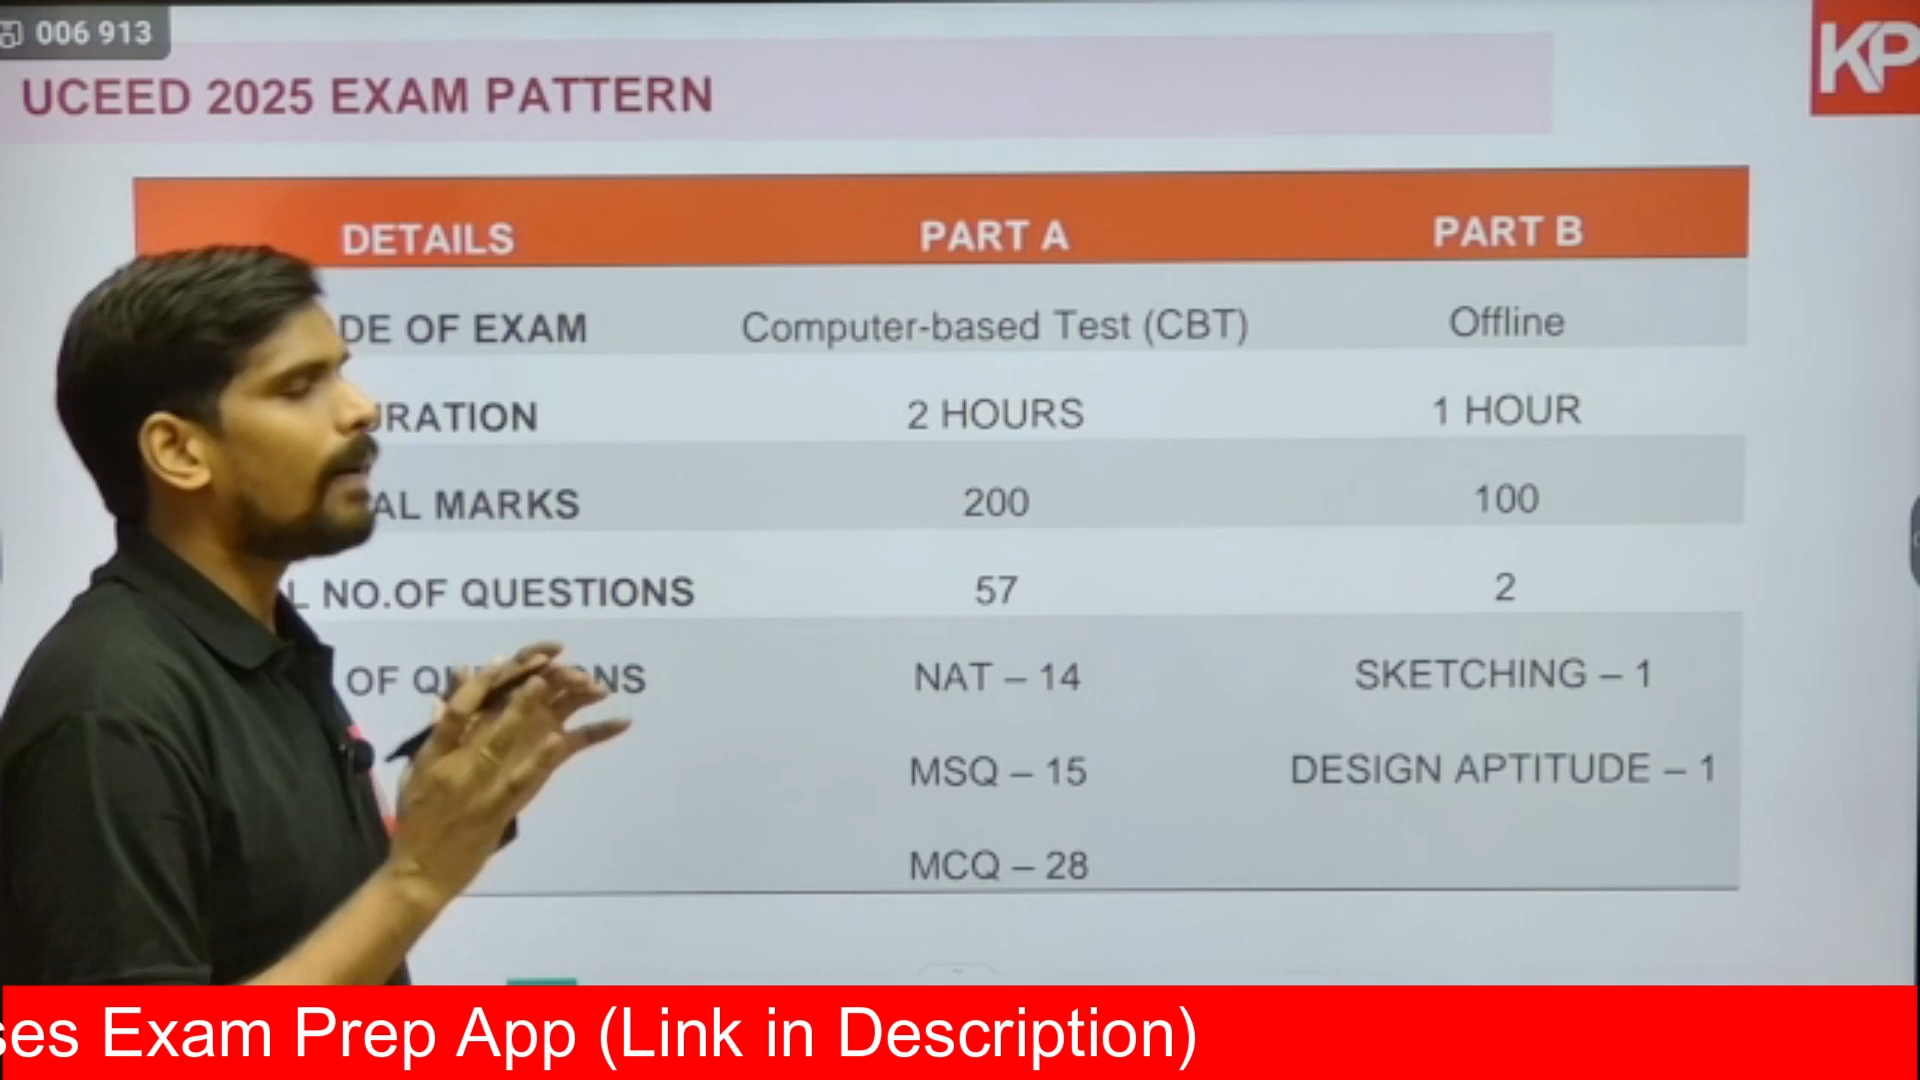 006 913
KP
UCEED 2025 EXAM PATTERN
DETAILS PART A PART B
DE OF EXAM Computer-based Test (CBT) Offline
RATION 2 HOURS 1 HOUR
AL MARKS 200 100
L NO.OF QUESTIONS 57 2
OF NS NAT – 14 SKETCHING – 1
MSQ – 15 DESIGN APTITUDE – 1
MCQ – 28
ses Exam Prep App (Link in Description)